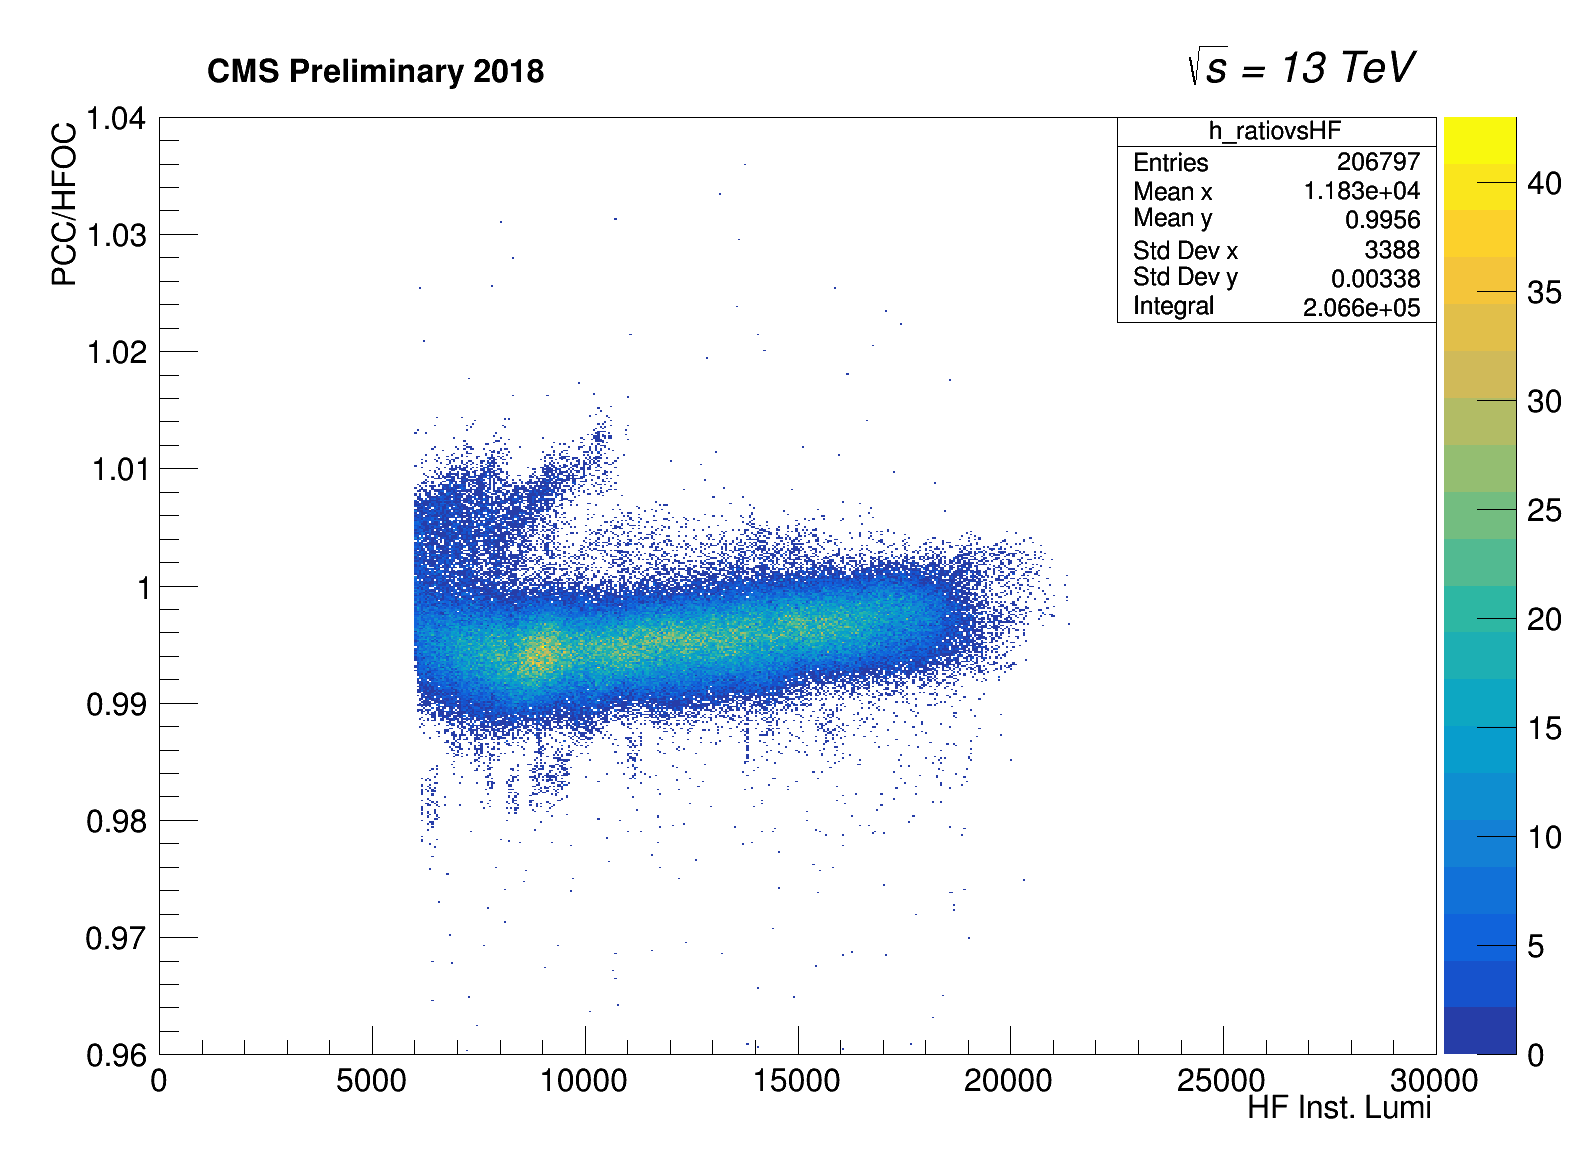 CMS Preliminary 2018
√s = 13 TeV
PCC/HFOC
1.04
1.03
1.02
1.01
1
0.99
0.98
0.97
0.96
h_ratiovsHF
Entries 206797
Mean x 1.183e+04
Mean y 0.9956
Std Dev x 3388
Std Dev y 0.00338
Integral 2.066e+05
40
35
30
25
20
15
10
5
0
0 5000 10000 15000 20000 25000 30000
HF Inst. Lumi